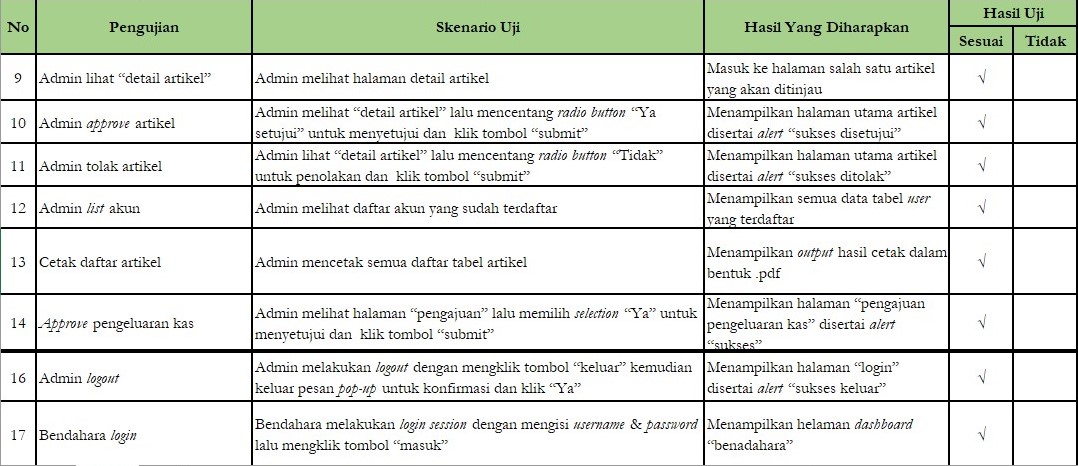 No Pengujian Skenario Uji Hasil Yang Diharapkan Hasil Uji
Sesuai Tidak
9 Admin lihat “detail artikel” Admin melihat halaman detail artikel Masuk ke halaman salah satu artikel
yang akan ditinjau √
10 Admin approve artikel Admin melihat “detail artikel” lalu mencentang radio button “Ya
setujui” untuk menyetujui dan klik tombol “submit” Menampilkan halaman utama artikel
disertai alert “sukses disetujui” √
11 Admin tolak artikel Admin lihat “detail artikel” lalu mencentang radio button “Tidak”
untuk penolakan dan klik tombol “submit” Menampilkan halaman utama artikel
disertai alert “sukses ditolak” √
12 Admin list akun Admin melihat daftar akun yang sudah terdaftar Menampilkan semua data tabel user
yang terdaftar √
13 Cetak daftar artikel Admin mencetak semua daftar tabel artikel Menampilkan output hasil cetak dalam
bentuk .pdf √
14 Approve pengeluaran kas Admin melihat halaman “pengajuan” lalu memilih selection “Ya” untuk
menyetujui dan klik tombol “submit” Menampilkan halaman “pengajuan
pengeluaran kas” disertai alert
“sukses” √
16 Admin logout Admin melakukan logout dengan mengklik tombol “keluar” kemudian
keluar pesan pop-up untuk konfirmasi dan klik “Ya” Menampilkan halaman “login”
disertai alert “sukses keluar” √
17 Bendahara login Bendahara melakukan login session dengan mengisi username & password
lalu mengklik tombol “masuk” Menampilkan helaman dashboard
“benadahara” √